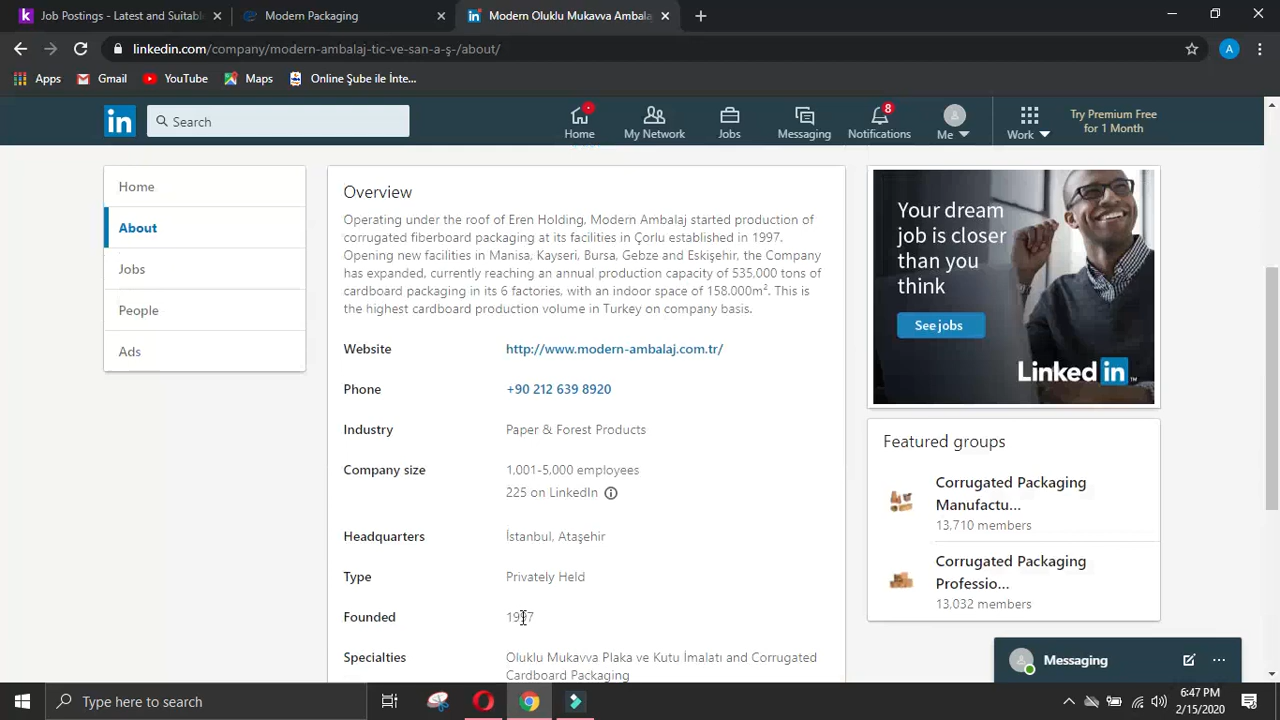 Job Postings - Latest and Suitabl
Modern Packaging
Modern Oluklu Mukavva Ambala
linkedin.com/company/modern-ambalaj-tic-ve-san-a-ş-/about/
A
Apps
Gmail
YouTube
Maps
Online Şube ile İnte...
in
Search
Home
My Network
Jobs
Messaging
8
Notifications
Me
Work
Try Premium Free
for 1 Month
Home
About
Jobs
People
Ads
Overview
Operating under the roof of Eren Holding, Modern Ambalaj started production of
corrugated fiberboard packaging at its facilities in Çorlu established in 1997.
Opening new facilities in Manisa, Kayseri, Bursa, Gebze and Eskişehir, the Company
has expanded, currently reaching an annual production capacity of 535.000 tons of
cardboard packaging in its 6 factories, with an indoor space of 158.000m². This is
the highest cardboard production volume in Turkey on company basis.
Website
http://www.modern-ambalaj.com.tr/
Phone
+90 212 639 8920
Industry
Paper & Forest Products
Company size
1,001-5,000 employees
225 on LinkedIn
Headquarters
İstanbul, Ataşehir
Type
Privately Held
Founded
1997
Specialties
Oluklu Mukavva Plaka ve Kutu İmalatı and Corrugated
Cardboard Packaging
Your dream
job is closer
than you
think
See jobs
Linked in
Featured groups
Corrugated Packaging
Manufactu...
13,710 members
Corrugated Packaging
Professio...
13,032 members
Messaging
Type here to search
6:47 PM
2/15/2020